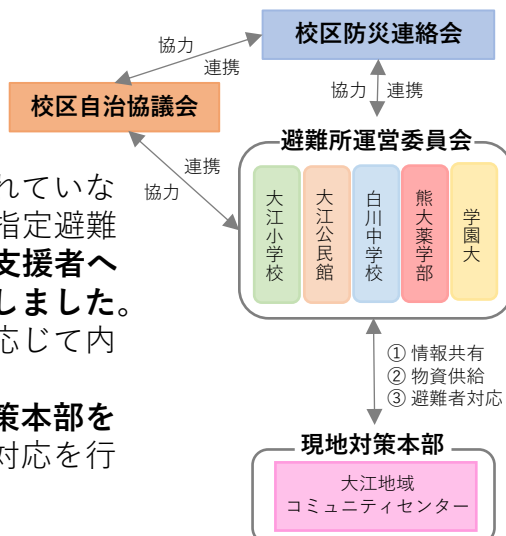 校区防災連絡会
協力
連携
校区自治協議会
協力 連携
連携
協力
避難所運営委員会
大江小学校
大江公民館
白川中学校
熊大薬学部
学園大
れていな
指定避難
支援者へ
しました。
応じて内
策本部を
対応を行
① 情報共有
② 物資供給
③ 避難者対応
現地対策本部
大江地域
コミュニティセンター